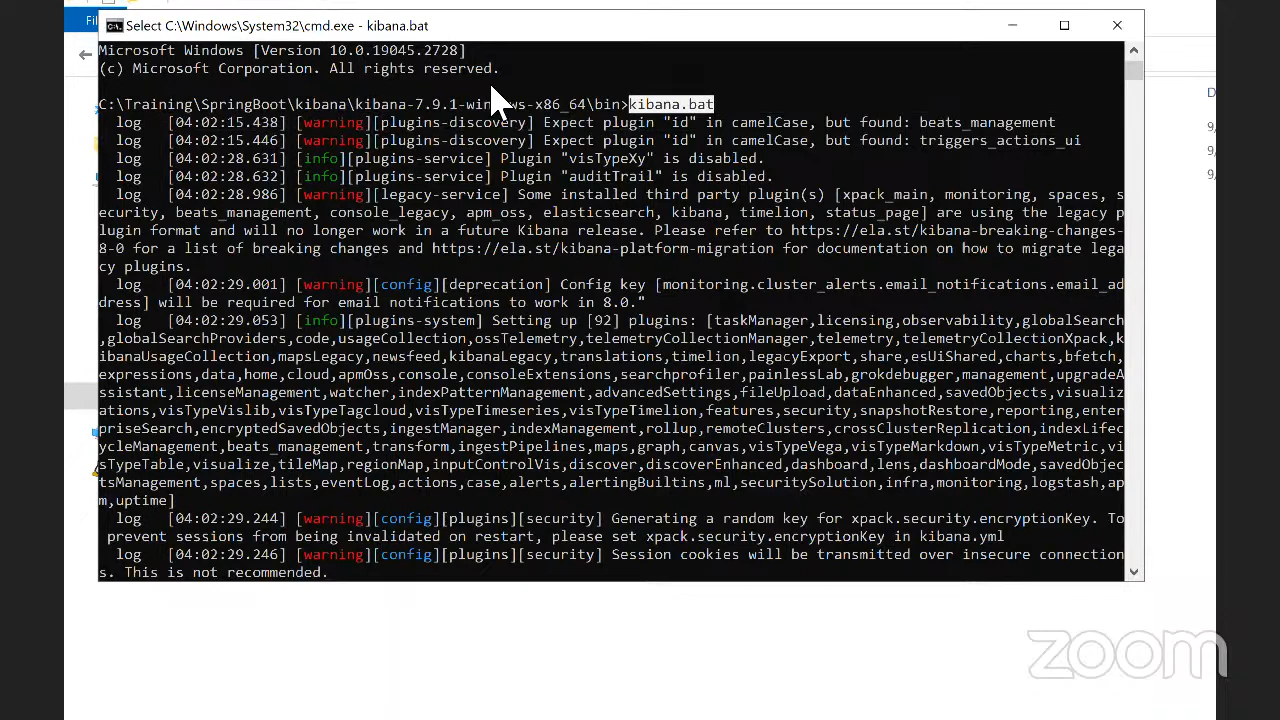 Fil
Select C:\Windows\System32\cmd.exe - kibana.bat
Microsoft Windows [Version 10.0.19045.2728]
(c) Microsoft Corporation. All rights reserved.
C:\Training\SpringBoot\kibana\kibana-7.9.1-win ws-x86_64\bin>kibana.bat
log [04:02:15.438] [warning][plugins-discovery] Expect plugin "id" in camelCase, but found: beats_management
log [04:02:15.446] [warning][plugins-discovery] Expect plugin "id" in camelCase, but found: triggers_actions_ui
log [04:02:28.631] [info][plugins-service] Plugin "visTypeXy" is disabled.
log [04:02:28.632] [info][plugins-service] Plugin "auditTrail" is disabled.
log [04:02:28.986] [warning][legacy-service] Some installed third party plugin(s) [xpack_main, monitoring, spaces, s
ecurity, beats_management, console_legacy, apm_oss, elasticsearch, kibana, timelion, status_page] are using the legacy p
lugin format and will no longer work in a future Kibana release. Please refer to https://ela.st/kibana-breaking-changes-
8-0 for a list of breaking changes and https://ela.st/kibana-platform-migration for documentation on how to migrate lega
cy plugins.
log [04:02:29.001] [warning][config][deprecation] Config key [monitoring.cluster_alerts.email_notifications.email_ad
dress] will be required for email notifications to work in 8.0."
log [04:02:29.053] [info][plugins-system] Setting up [92] plugins: [taskManager,licensing,observability,globalSearch
,globalSearchProviders,code,usageCollection,ossTelemetry,telemetryCollectionManager,telemetry,telemetryCollectionXpack,k
ibanaUsageCollection,mapsLegacy,newsfeed,kibanaLegacy,translations,timelion,legacyExport,share,esUiShared,charts,bfetch,
expressions,data,home,cloud,apmOss,console,consoleExtensions,searchprofiler,painlessLab,grokdebugger,management,upgradeA
ssistant,licenseManagement,watcher,indexPatternManagement,advancedSettings,fileUpload,dataEnhanced,savedObjects,visualiz
ations,visTypeVislib,visTypeTagcloud,visTypeTimeseries,visTypeTimelion,features,security,snapshotRestore,reporting,enter
priseSearch,encryptedSavedObjects,ingestManager,indexManagement,rollup,remoteClusters,crossClusterReplication,indexLifec
ycleManagement,beats_management,transform,ingestPipelines,maps,graph,canvas,visTypeVega,visTypeMarkdown,visTypeMetric,vi
sTypeTable,visualize,tileMap,regionMap,inputControlVis,discover,discoverEnhanced,dashboard,lens,dashboardMode,savedObjec
tsManagement,spaces,lists,eventLog,actions,case,alerts,alertingBuiltins,ml,securitySolution,infra,monitoring,logstash,ap
m,uptime]
log [04:02:29.244] [warning][config][plugins][security] Generating a random key for xpack.security.encryptionKey. To
prevent sessions from being invalidated on restart, please set xpack.security.encryptionKey in kibana.yml
log [04:02:29.246] [warning][config][plugins][security] Session cookies will be transmitted over insecure connection
s. This is not recommended.
D
9,
9,
9,
zoom